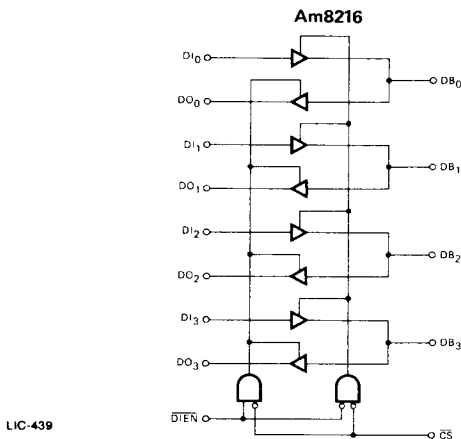 Am8216
DI0
DB0
DO0
DI1
DB1
DO1
DI2
DB2
DO2
DI3
DB3
DO3
DIEN
LIC-439
CS